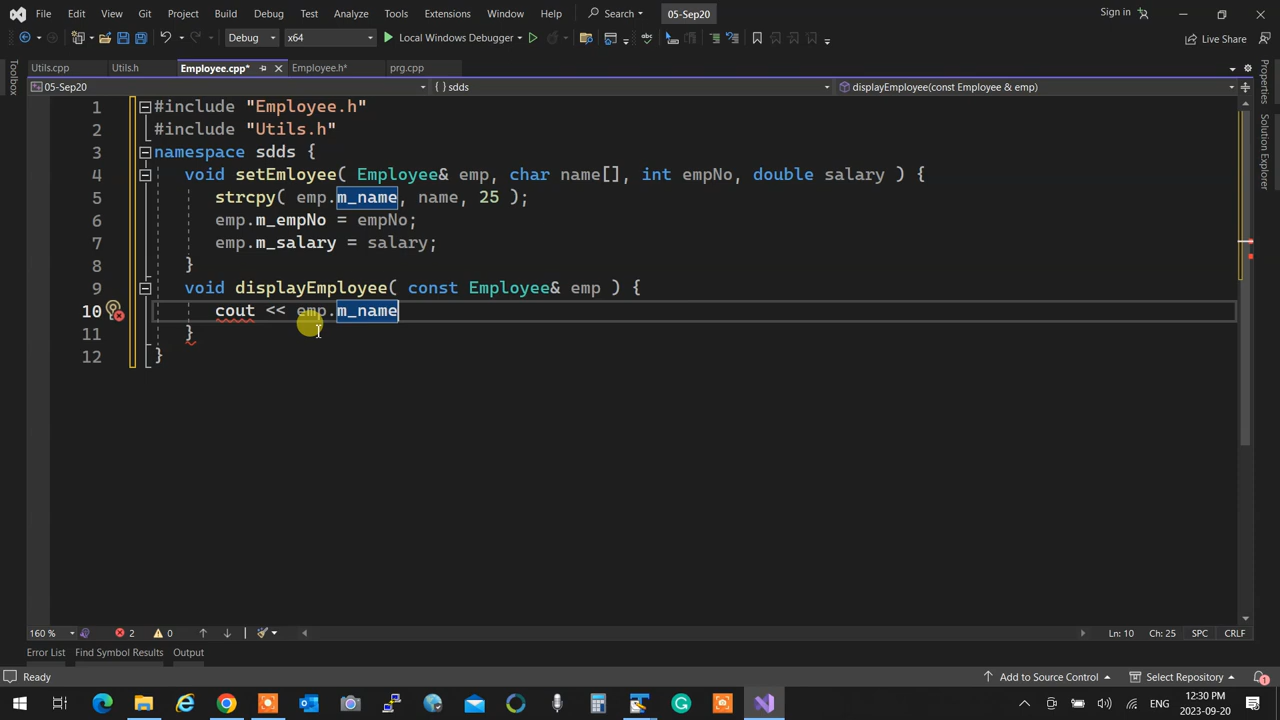 File Edit View Git Project Build Debug Test Analyze Tools Extensions Window Help Search 05-Sep20 Sign in
Debug x64 Local Windows Debugger Live Share
Toolbox
Utils.cpp Utils.h Employee.cpp* Employee.h* prg.cpp
05-Sep20 { } sdds displayEmployee(const Employee & emp)
1 #include "Employee.h"
2 #include "Utils.h"
3 namespace sdds {
4 void setEmloyee( Employee& emp, char name[], int empNo, double salary ) {
5 strcpy( emp.m_name, name, 25 );
6 emp.m_empNo = empNo;
7 emp.m_salary = salary;
8 }
9 void displayEmployee( const Employee& emp ) {
10 cout << emp.m_name
11 }
12 }
Properties
Solution Explorer
160 % 2 0 Ln: 10 Ch: 25 SPC CRLF
Error List Find Symbol Results Output
Ready Add to Source Control Select Repository 1
ENG 12:30 PM
2023-09-20